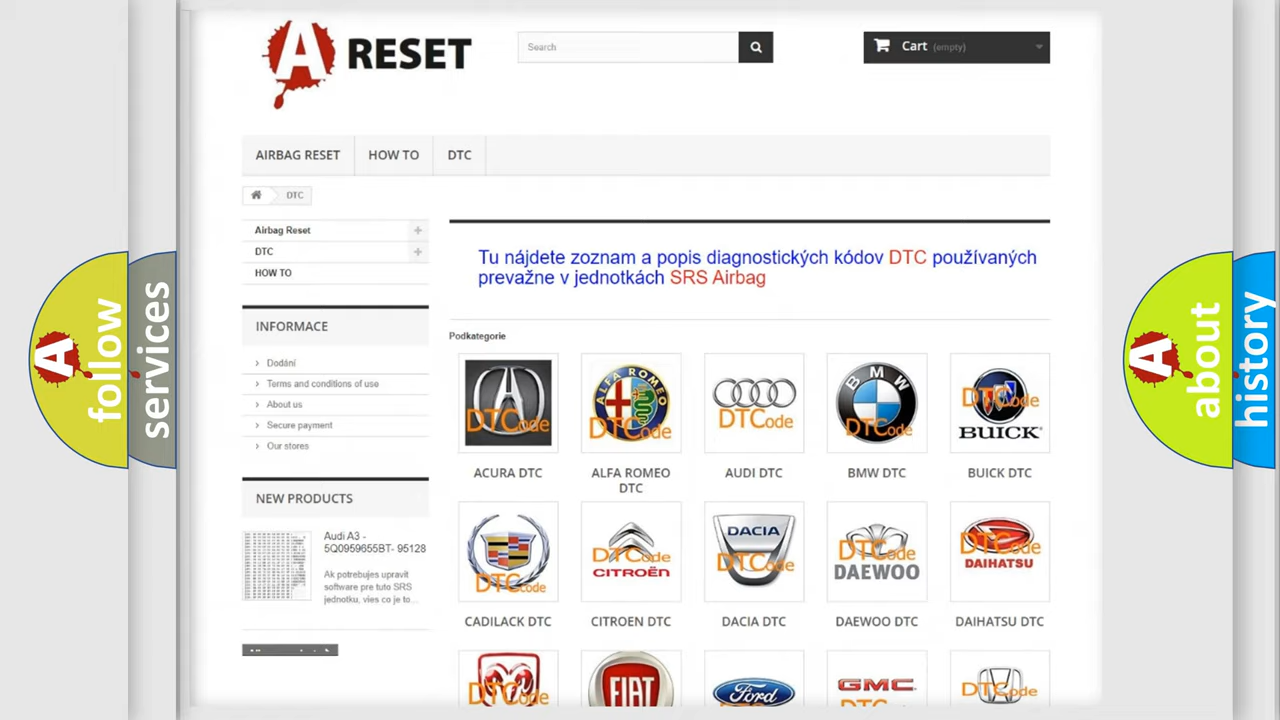 A RESET
Search
Cart (empty)
AIRBAG RESET
HOW TO
DTC
DTC
Airbag Reset
DTC
HOW TO
Tu nájdete zoznam a popis diagnostických kódov DTC používaných
prevažne v jednotkách SRS Airbag
INFORMACE
Dodání
Terms and conditions of use
About us
Secure payment
Our stores
NEW PRODUCTS
Audi A3 -
5Q0959655BT- 95128
Ak potrebujes upravit
software pre tuto SRS
jednotku, vies co je to...
Podkategorie
DTCode
ACURA DTC
ALFA ROMEO
DTCode
ALFA ROMEO
DTC
DTCode
AUDI DTC
BMW
DTCode
BMW DTC
DTCode
BUICK
BUICK DTC
DTCode
CADILACK DTC
DTCode
CITROËN
CITROEN DTC
DACIA
DTCode
DACIA DTC
DTCode
DAEWOO
DAEWOO DTC
DTCode
DAIHATSU
DAIHATSU DTC
DTCode
FIAT
Ford
GMC
DTCode
A
follow
services
A
about
history